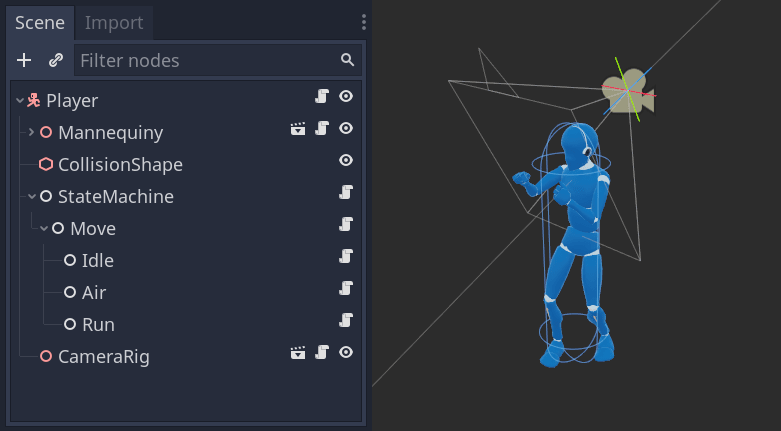 Scene Import
Filter nodes
Player
Mannequiny
CollisionShape
StateMachine
Move
Idle
Air
Run
CameraRig